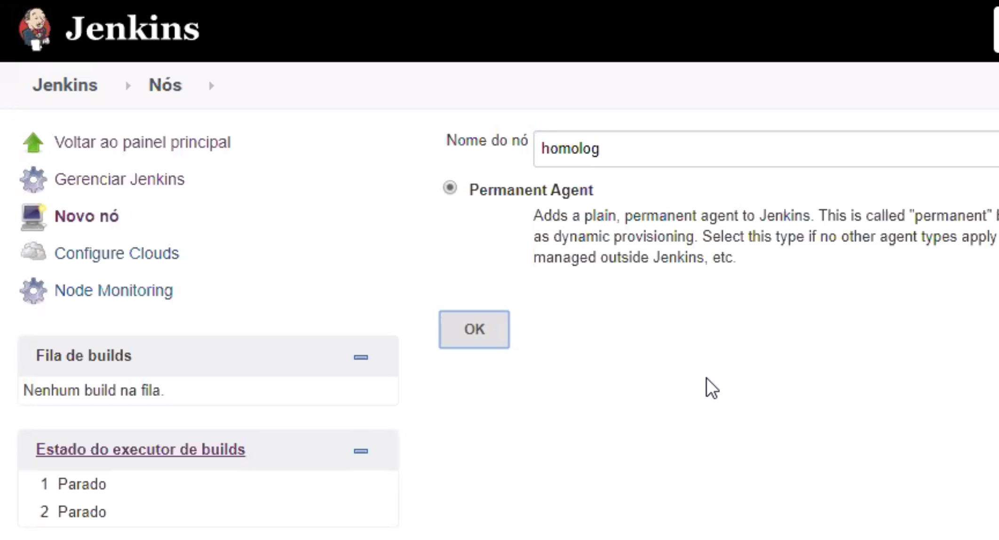 Jenkins
Jenkins
Nós
Voltar ao painel principal
Gerenciar Jenkins
Novo nó
Configure Clouds
Node Monitoring
Fila de builds
Nenhum build na fila.
Estado do executor de builds
1 Parado
2 Parado
Nome do nó
homolog
Permanent Agent
Adds a plain, permanent agent to Jenkins. This is called "permanent"
as dynamic provisioning. Select this type if no other agent types apply
managed outside Jenkins, etc.
OK